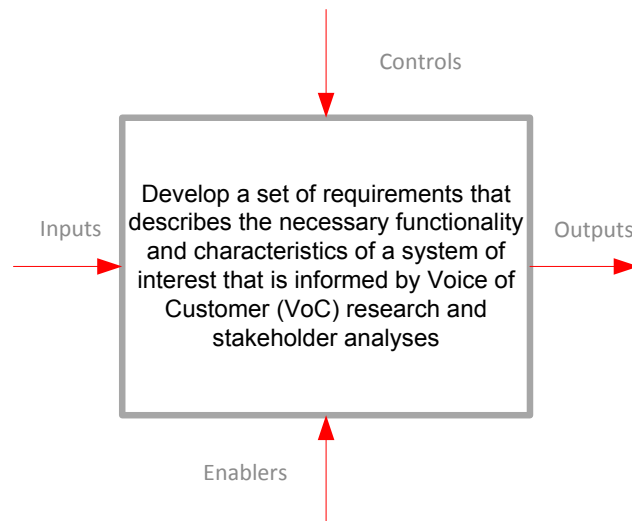 Controls
Develop a set of requirements that
describes the necessary functionality
and characteristics of a system of
interest that is informed by Voice of
Customer (VoC) research and
stakeholder analyses
Inputs
Outputs
Enablers